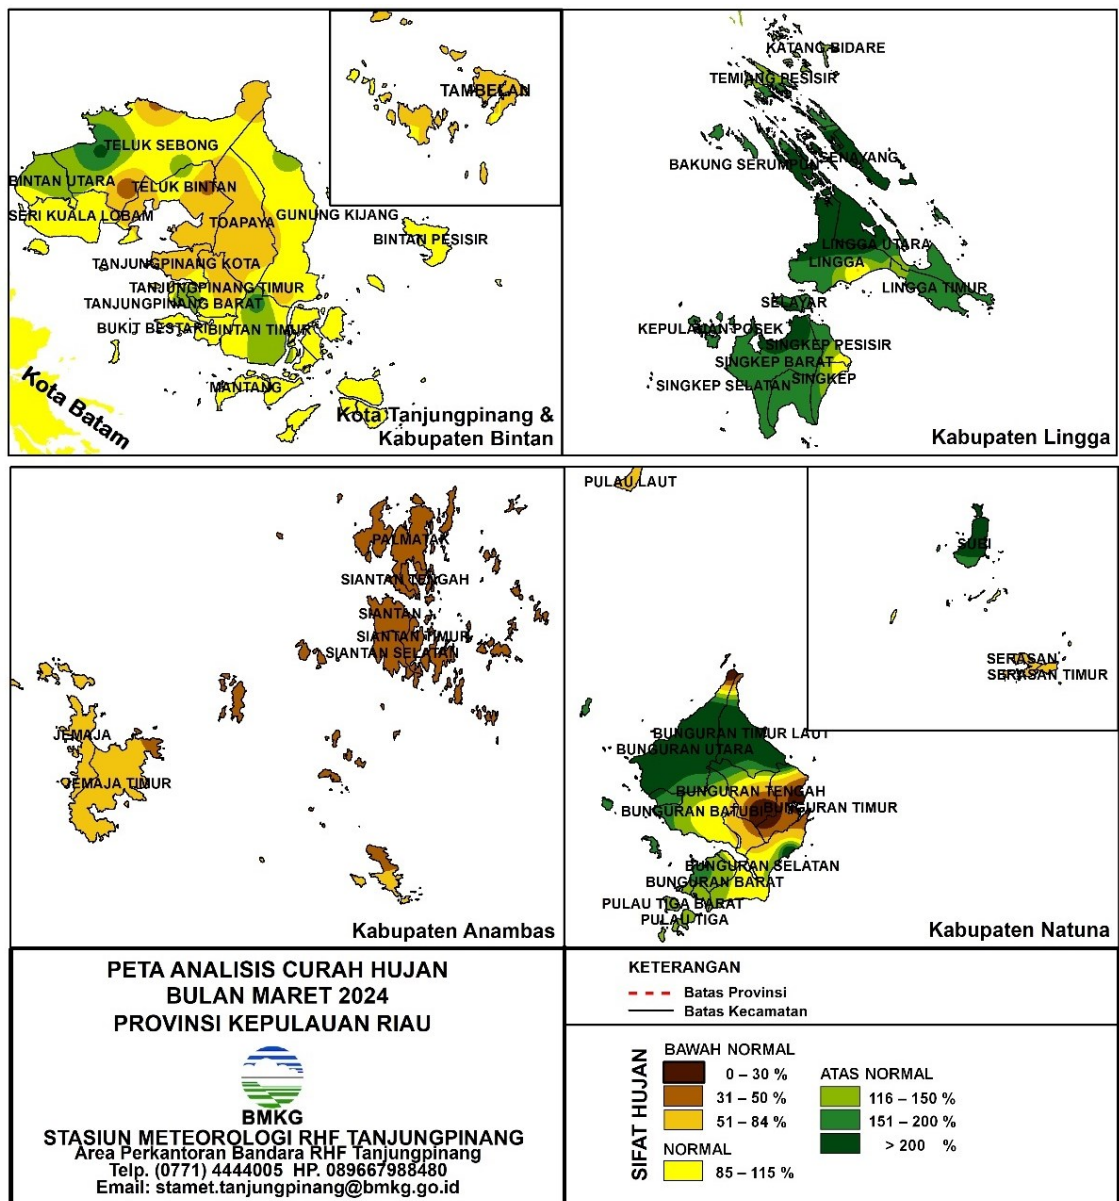 TAMBELAN
TELUK SEBONG
BINTAN UTARA
TELUK BINTAN
SERI KUALA LOBAM
TOAPAYA
GUNUNG KIJANG
BINTAN PESISIR
TANJUNGPINANG KOTA
TANJUNGPINANG TIMUR
TANJUNGPINANG BARAT
BUKIT BESTARI
BINTAN TIMUR
MANTANG
Kota Batam
Kota Tanjungpinang &
Kabupaten Bintan
KATANG BIDARE
TEMIANG PESISIR
BAKUNG SERUMPUN
SENAYANG
LINGGA UTARA
LINGGA
LINGGA TIMUR
SELAYAR
KEPULAUAN POSEK
SINGKEP PESISIR
SINGKEP BARAT
SINGKEP SELATAN
SINGKEP
Kabupaten Lingga
PALMATAK
SIANTAN TENGAH
SIANTAN
SIANTAN TIMUR
SIANTAN SELATAN
JEMAJA
JEMAJA TIMUR
Kabupaten Anambas
PULAU LAUT
SUBI
SERASAN
SERASAN TIMUR
BUNGURAN TIMUR LAUT
BUNGURAN UTARA
BUNGURAN TENGAH
BUNGURAN BATUBI
BUNGURAN TIMUR
BUNGURAN SELATAN
BUNGURAN BARAT
PULAU TIGA BARAT
PULAU TIGA
Kabupaten Natuna
PETA ANALISIS CURAH HUJAN
BULAN MARET 2024
PROVINSI KEPULAUAN RIAU
BMKG
STASIUN METEOROLOGI RHF TANJUNGPINANG
Area Perkantoran Bandara RHF Tanjungpinang
Telp. (0771) 4444005 HP. 089667988480
Email: stamet.tanjungpinang@bmkg.go.id
KETERANGAN
Batas Provinsi
Batas Kecamatan
SIFAT HUJAN
BAWAH NORMAL
0 – 30 %
31 – 50 %
51 – 84 %
NORMAL
85 – 115 %
ATAS NORMAL
116 – 150 %
151 – 200 %
> 200 %